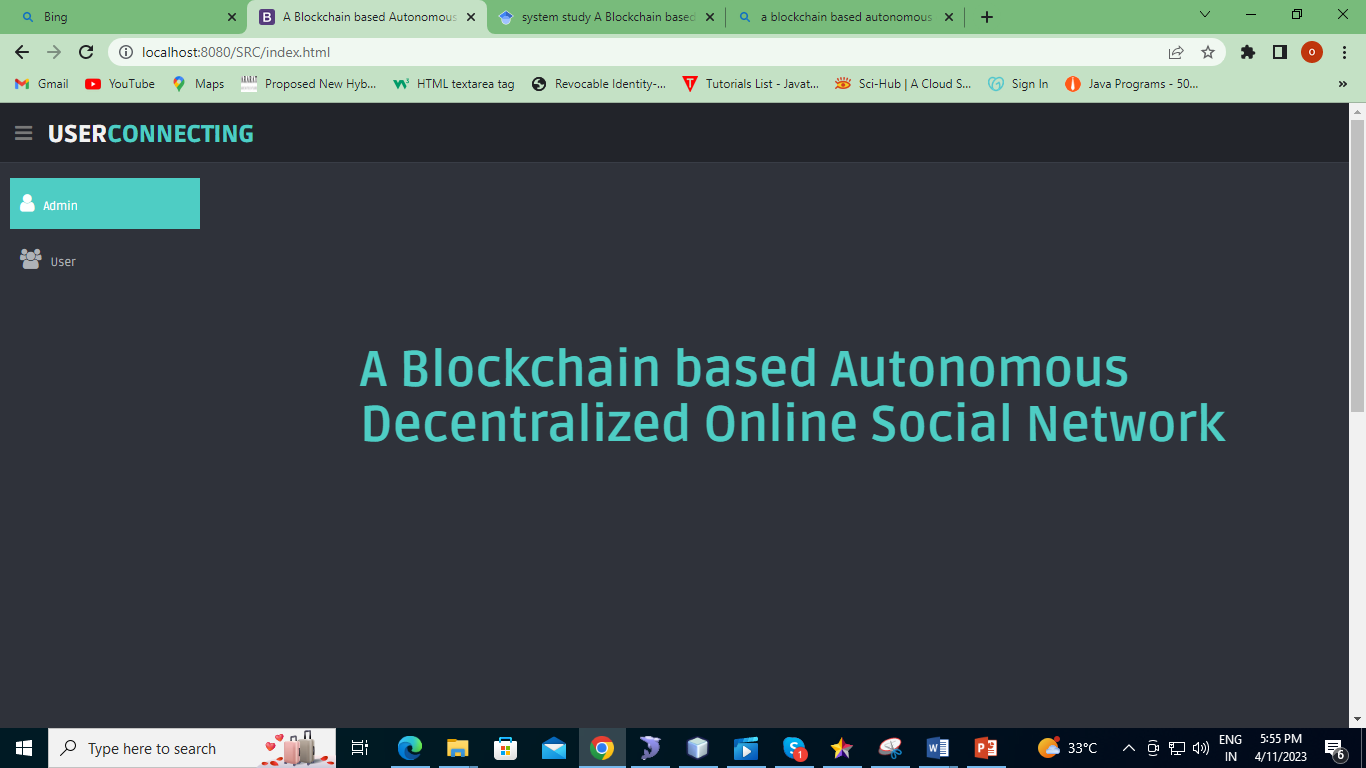 Bing
A Blockchain based Autonomous
system study A Blockchain based
a blockchain based autonomous
localhost:8080/SRC/index.html
O
Gmail
YouTube
Maps
Proposed New Hyb...
HTML textarea tag
Revocable Identity-...
Tutorials List - Javat...
Sci-Hub | A Cloud S...
Sign In
Java Programs - 50...
»
USERCONNECTING
Admin
User
A Blockchain based Autonomous
Decentralized Online Social Network
Type here to search
33°C
ENG
IN
5:55 PM
4/11/2023
6